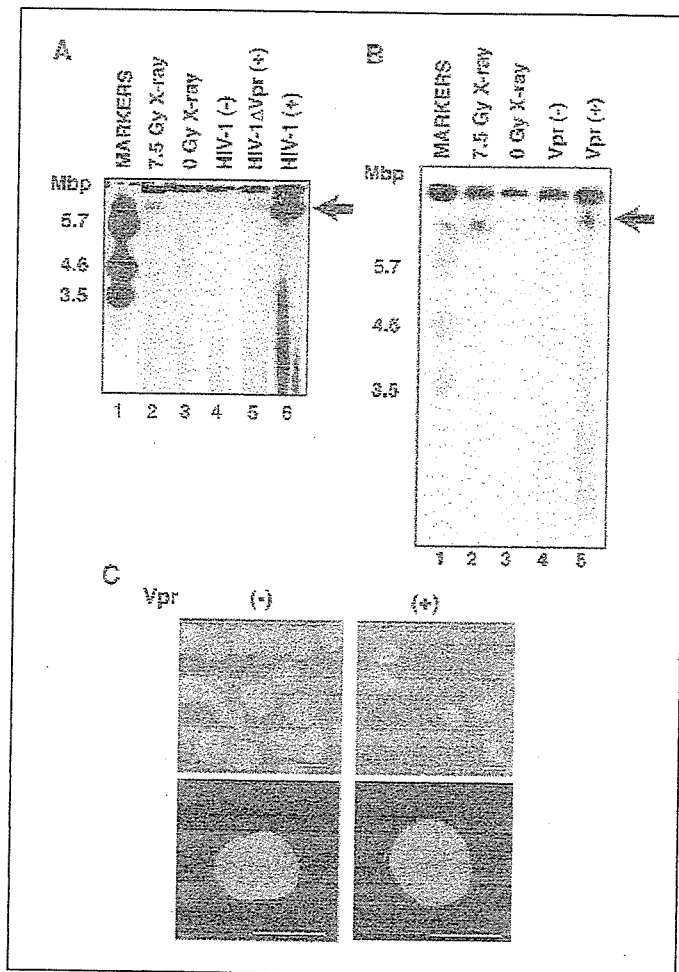 A
MARKERS
7.5 Gy X-ray
0 Gy X-ray
HIV-1 (-)
HIV-1ΔVpr (+)
HIV-1 (+)
Mbp
5.7
4.6
3.5
1 2 3 4 5 6
B
MARKERS
7.5 Gy X-ray
0 Gy X-ray
Vpr (-)
Vpr (+)
Mbp
5.7
4.6
3.5
1 2 3 4 5
C
Vpr (-) (+)